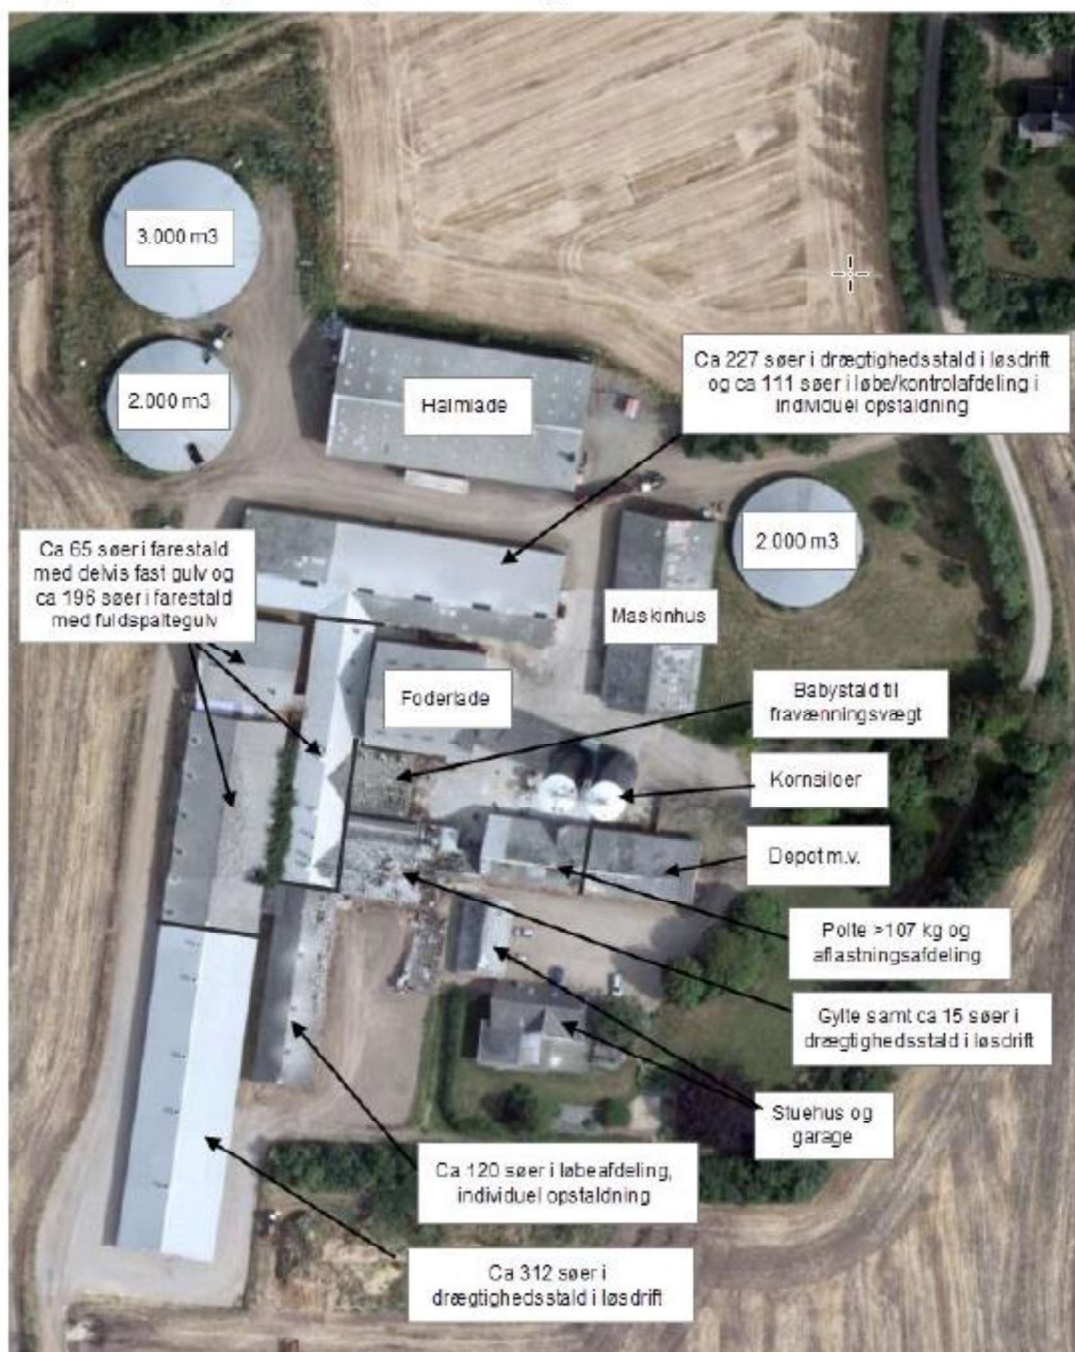 3.000 m3
2.000 m3
Halmlade
Ca 227 søer i drægtighedsstald i løsdrift
og ca 111 søer i løbe/kontrolafdeling i
individuel opstaldning
Ca 65 søer i farestald
med delvis fast gulv og
ca 196 søer i farestald
med fuldspaltegulv
2.000 m3
Maskinhus
Foderlade
Babystald til
fravænningsvægt
Kornsiloer
Depot m.v.
Polte >107 kg og
aflastningsafdeling
Gylte samt ca 15 søer i
drægtighedsstald i løsdrift
Stuehus og
garage
Ca 120 søer i løbeafdeling,
individuel opstaldning
Ca 312 søer i
drægtighedsstald i løsdrift